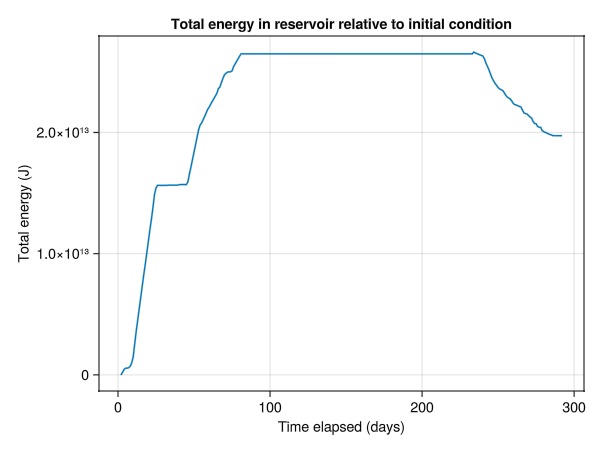 Total energy in reservoir relative to initial condition
Total energy (J)
2.0×10¹³
1.0×10¹³
0
0 100 200 300
Time elapsed (days)